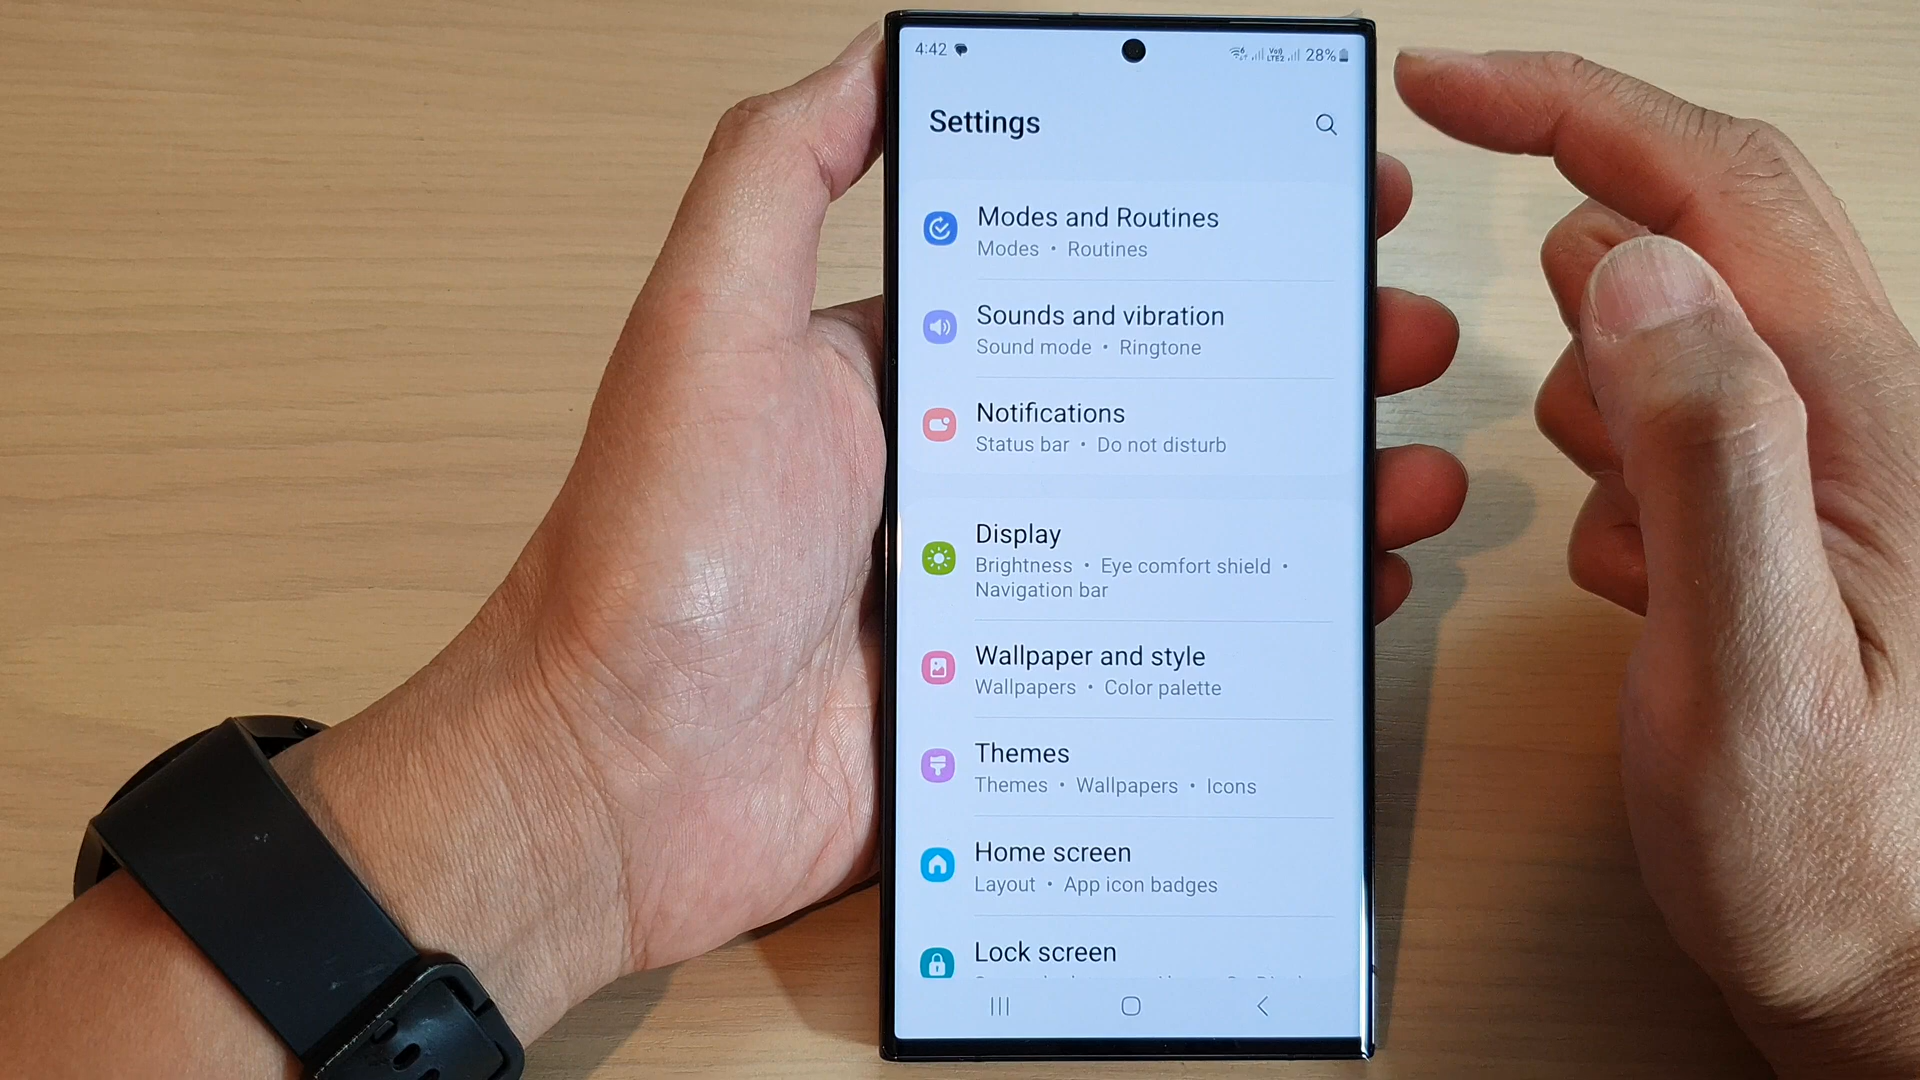 4:42 28%
Settings
Modes and Routines
Modes • Routines
Sounds and vibration
Sound mode • Ringtone
Notifications
Status bar • Do not disturb
Display
Brightness • Eye comfort shield •
Navigation bar
Wallpaper and style
Wallpapers • Color palette
Themes
Themes • Wallpapers • Icons
Home screen
Layout • App icon badges
Lock screen